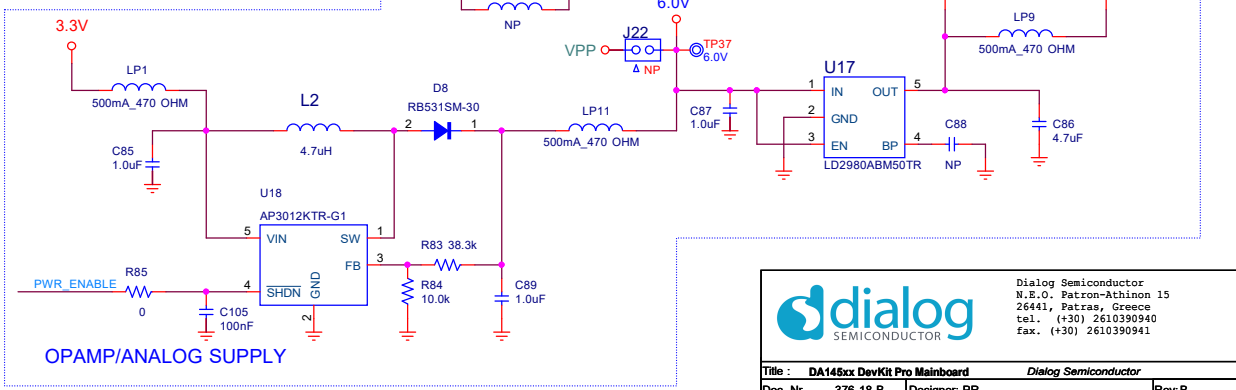 3.3V
NP
6.0V
LP9
500mA_470 OHM
VPP
J22
Δ NP
TP37
6.0V
LP1
500mA_470 OHM
L2
4.7uH
D8
RB531SM-30
2
1
LP11
500mA_470 OHM
C87
1.0uF
U17
1
IN
OUT
5
2
GND
3
EN
BP
4
LD2980ABM50TR
C88
NP
C86
4.7uF
C85
1.0uF
U18
AP3012KTR-G1
5
VIN
SW
1
FB
3
4
SHDN
GND
2
R83 38.3k
R84
10.0k
C89
1.0uF
PWR_ENABLE
R85
0
C105
100nF
OPAMP/ANALOG SUPPLY
dialog
SEMICONDUCTOR
Dialog Semiconductor
N.E.O. Patron-Athinon 15
26441, Patras, Greece
tel. (+30) 2610390940
fax. (+30) 2610390941
Title : DA145xx DevKit Pro Mainboard Dialog Semiconductor